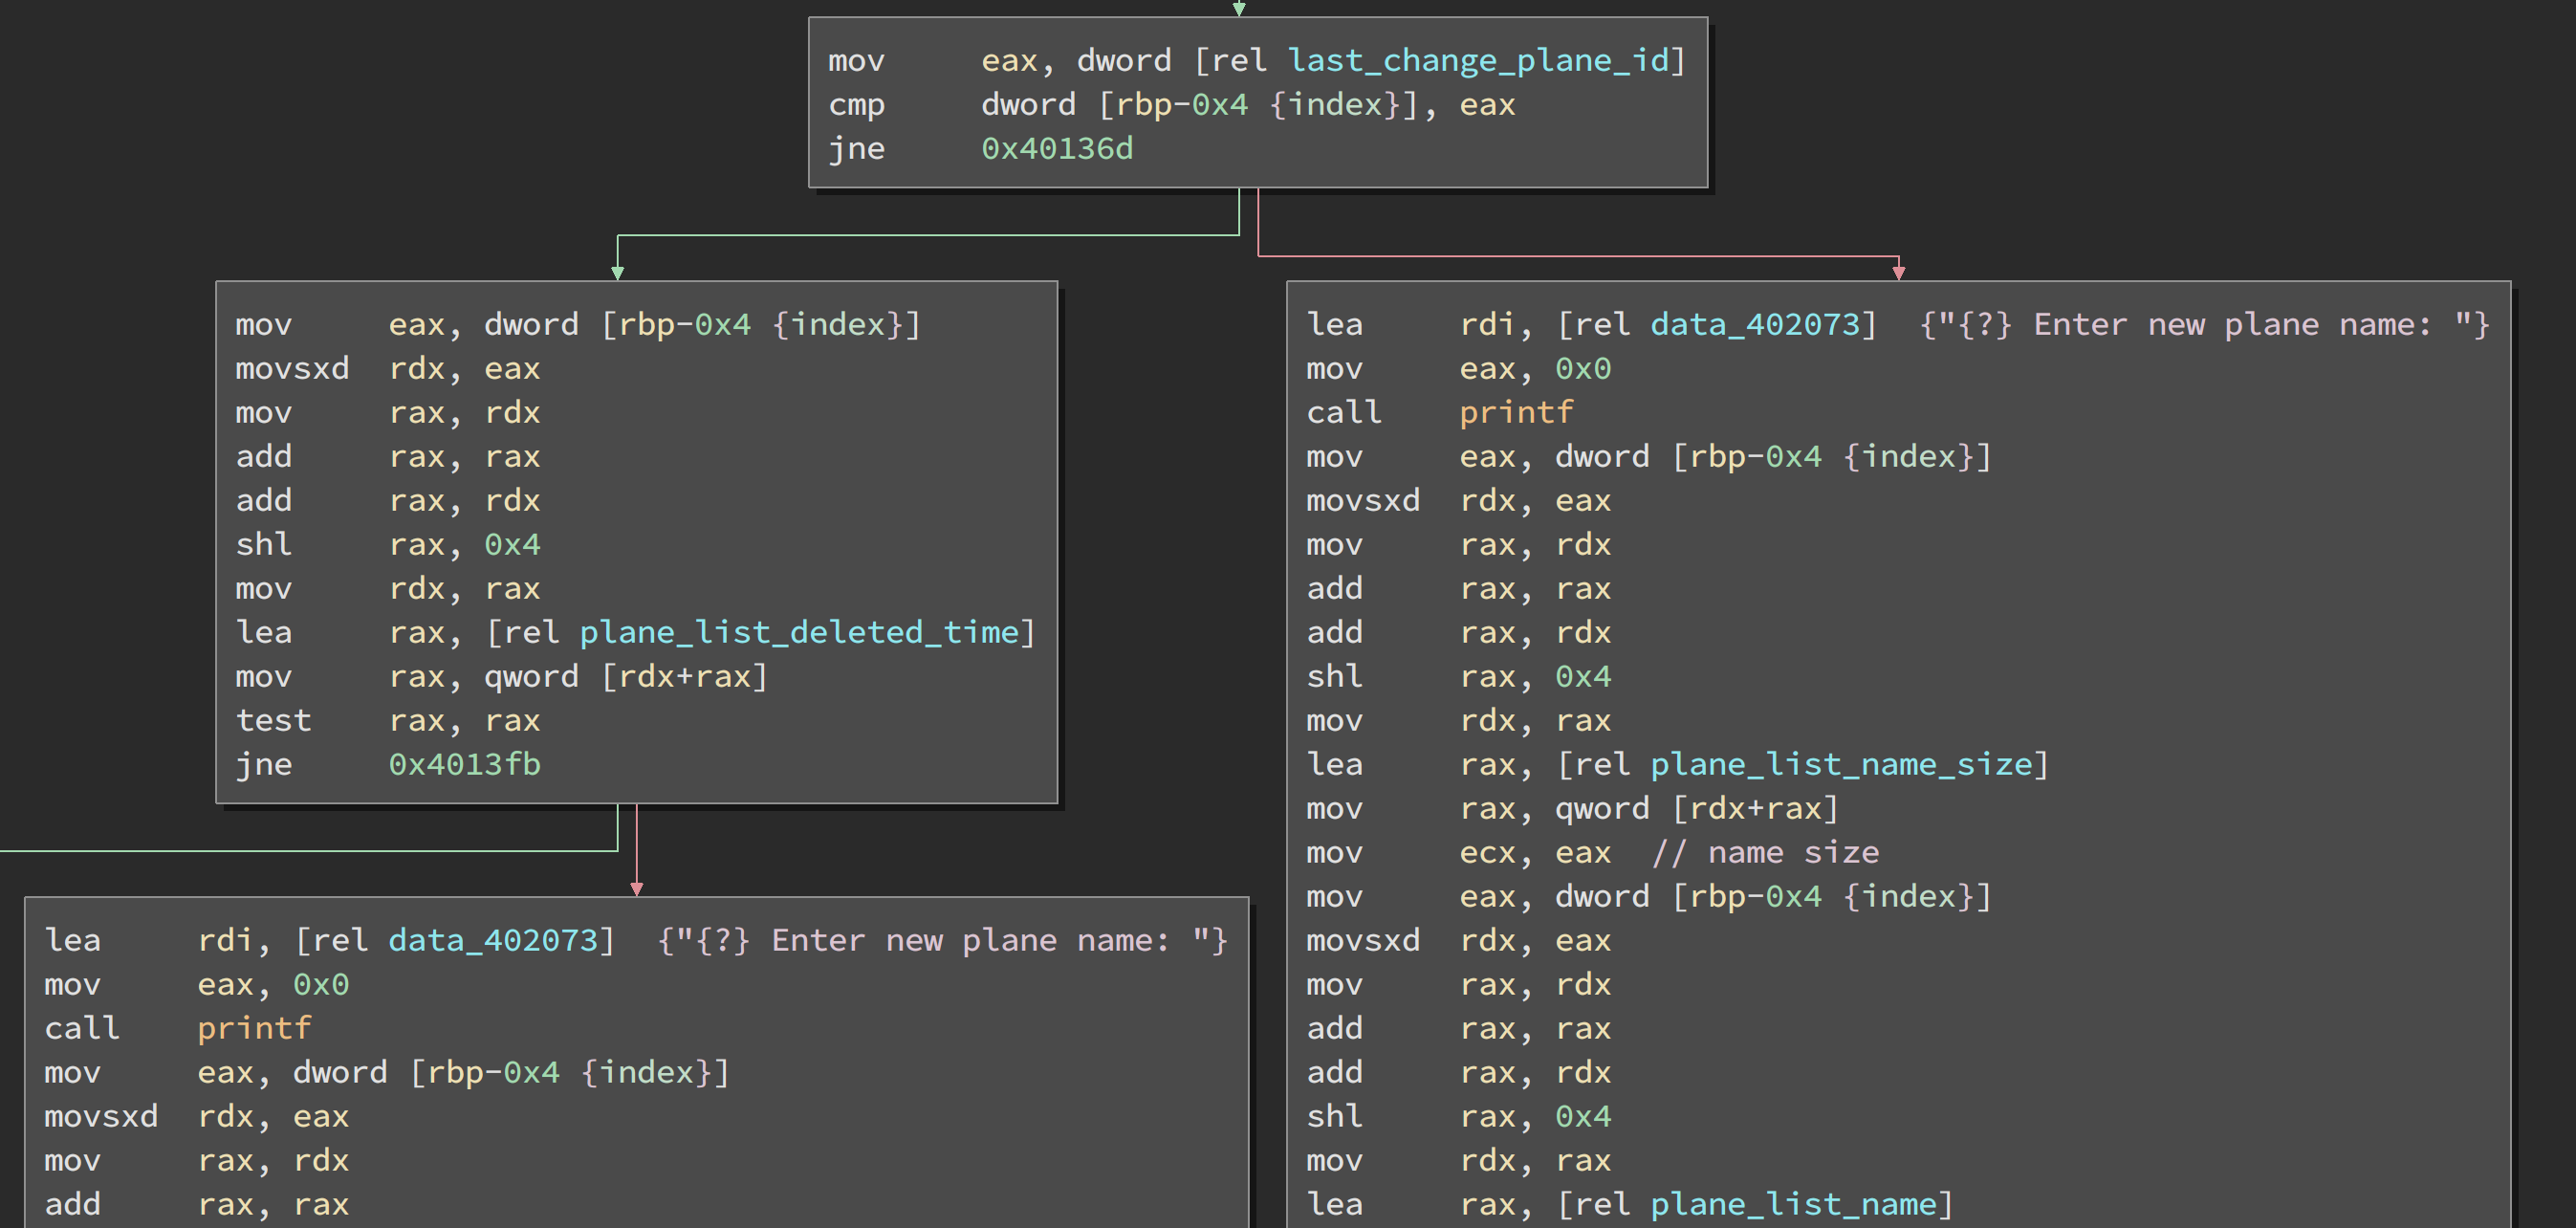 mov eax, dword [rel last_change_plane_id]
cmp dword [rbp-0x4 {index}], eax
jne 0x40136d
mov eax, dword [rbp-0x4 {index}]
movsxd rdx, eax
mov rax, rdx
add rax, rax
add rax, rdx
shl rax, 0x4
mov rdx, rax
lea rax, [rel plane_list_deleted_time]
mov rax, qword [rdx+rax]
test rax, rax
jne 0x4013fb
lea rdi, [rel data_402073] {"{?} Enter new plane name: "}
mov eax, 0x0
call printf
mov eax, dword [rbp-0x4 {index}]
movsxd rdx, eax
mov rax, rdx
add rax, rax
lea rdi, [rel data_402073] {"{?} Enter new plane name: "}
mov eax, 0x0
call printf
mov eax, dword [rbp-0x4 {index}]
movsxd rdx, eax
mov rax, rdx
add rax, rax
add rax, rdx
shl rax, 0x4
mov rdx, rax
lea rax, [rel plane_list_name_size]
mov rax, qword [rdx+rax]
mov ecx, eax // name size
mov eax, dword [rbp-0x4 {index}]
movsxd rdx, eax
mov rax, rdx
add rax, rax
add rax, rdx
shl rax, 0x4
mov rdx, rax
lea rax, [rel plane_list_name]